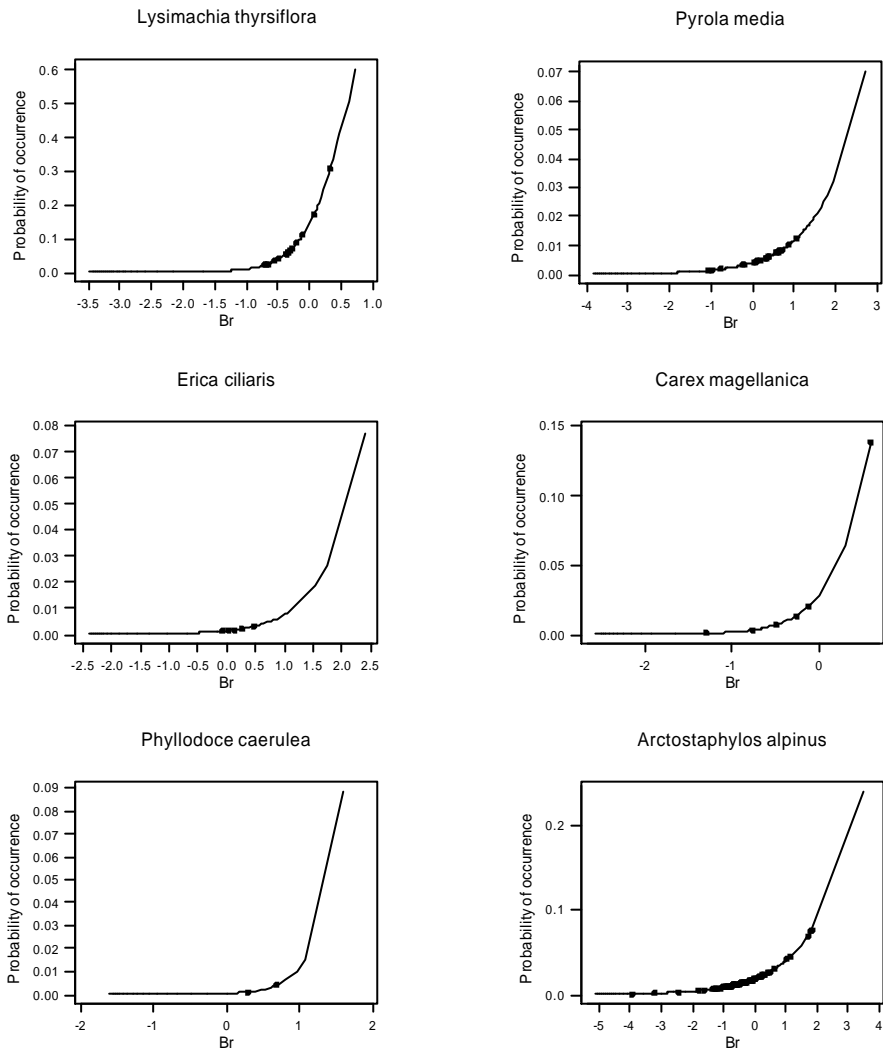 Lysimachia thyrsiflora
Probability of occurrence
0.6
0.5
0.4
0.3
0.2
0.1
0.0
-3.5 -3.0 -2.5 -2.0 -1.5 -1.0 -0.5 0.0 0.5 1.0
Br
Pyrola media
Probability of occurrence
0.07
0.06
0.05
0.04
0.03
0.02
0.01
0.00
-4 -3 -2 -1 0 1 2 3
Br
Erica ciliaris
Probability of occurrence
0.08
0.07
0.06
0.05
0.04
0.03
0.02
0.01
0.00
-2.5 -2.0 -1.5 -1.0 -0.5 0.0 0.5 1.0 1.5 2.0 2.5
Br
Carex magellanica
Probability of occurrence
0.15
0.10
0.05
0.00
-2 -1 0
Br
Phyllodoce caerulea
Probability of occurrence
0.09
0.08
0.07
0.06
0.05
0.04
0.03
0.02
0.01
0.00
-2 -1 0 1 2
Br
Arctostaphylos alpinus
Probability of occurrence
0.2
0.1
0.0
-5 -4 -3 -2 -1 0 1 2 3 4
Br